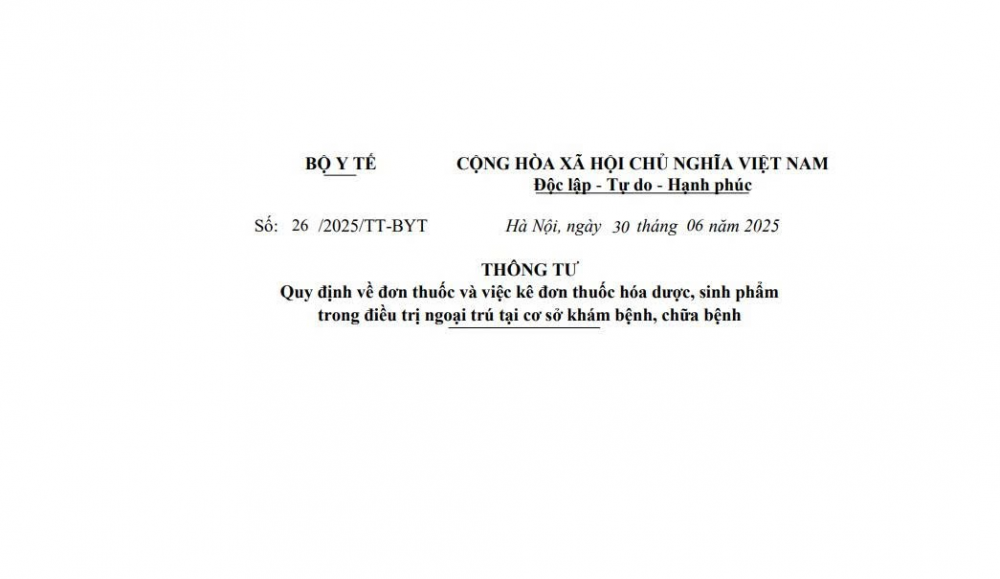 BỘ Y TẾ
CỘNG HÒA XÃ HỘI CHỦ NGHĨA VIỆT NAM
Độc lập - Tự do - Hạnh phúc
Số: 26 /2025/TT-BYT
Hà Nội, ngày 30 tháng 06 năm 2025
THÔNG TƯ
Quy định về đơn thuốc và việc kê đơn thuốc hóa dược, sinh phẩm
trong điều trị ngoại trú tại cơ sở khám bệnh, chữa bệnh